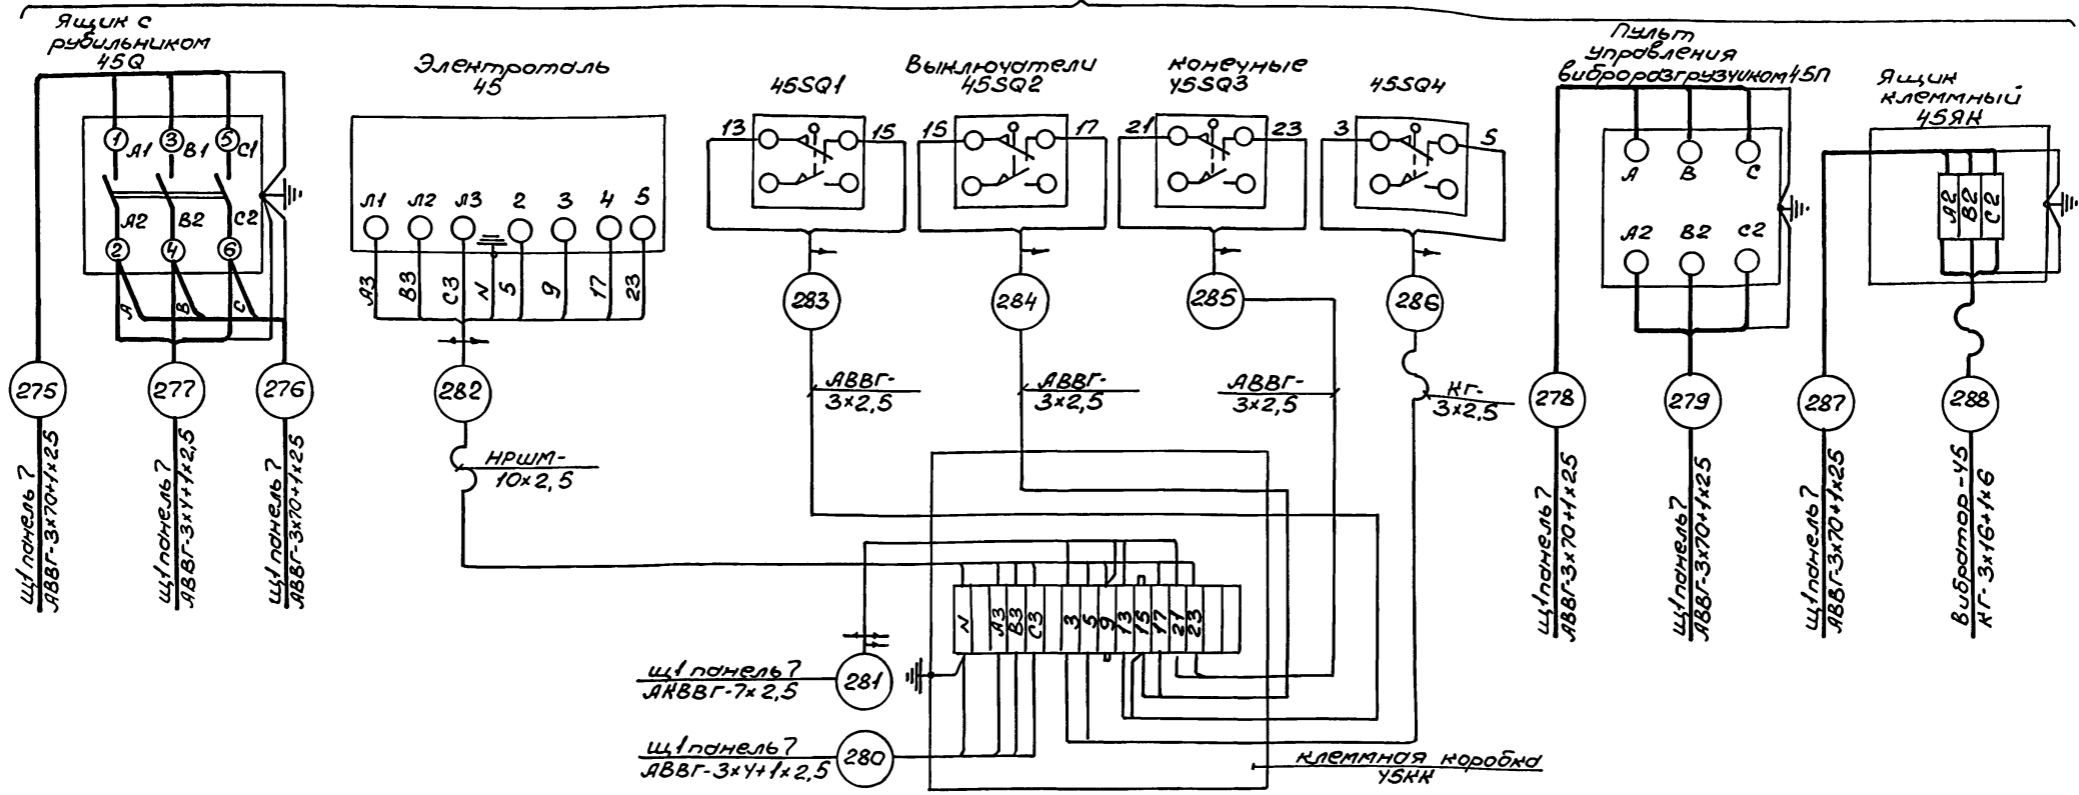 Ящик с
рубильником
45Q
Электроталь
45
45SQ1
Выключатели
45SQ2
конечные
45SQ3
45SQ4
Пульт
управления
виброразгрузчиком 45П
Ящик
клеммный
45ЯК
1 3 5
А1 В1 С1
А2 В2 С2
2 4 6
А В С
Л1 Л2 Л3 2 3 4 5
А3 В3 С3 N 5 9 17 23
13 15
15 17
21 23
3 5
А В С
А2 В2 С2
А2 В2 С2
275 277 276
282
283 284 285 286
278 279 287 288
АВВГ-
3×2,5
АВВГ-
3×2,5
АВВГ-
3×2,5
КГ-
3×2,5
НРШМ-
10×2,5
Щ1 панель 7
АВВГ-3×70+1×25
Щ1 панель 7
АВВГ-3×4+1×2,5
Щ1 панель 7
АВВГ-3×70+1×25
Щ1 панель 7
АВВГ-3×70+1×25
Щ1 панель 7
АВВГ-3×70+1×25
Щ1 панель 7
АВВГ-3×70+1×25
Вибратор-45
КГ-3×16+1×6
N А3 В3 С3 3 5 9 13 15 17 21 23
Щ1 панель 7
АКВВГ-7×2,5
281
Щ1 панель 7
АВВГ-3×4+1×2,5
280
клеммная коробка
45КК